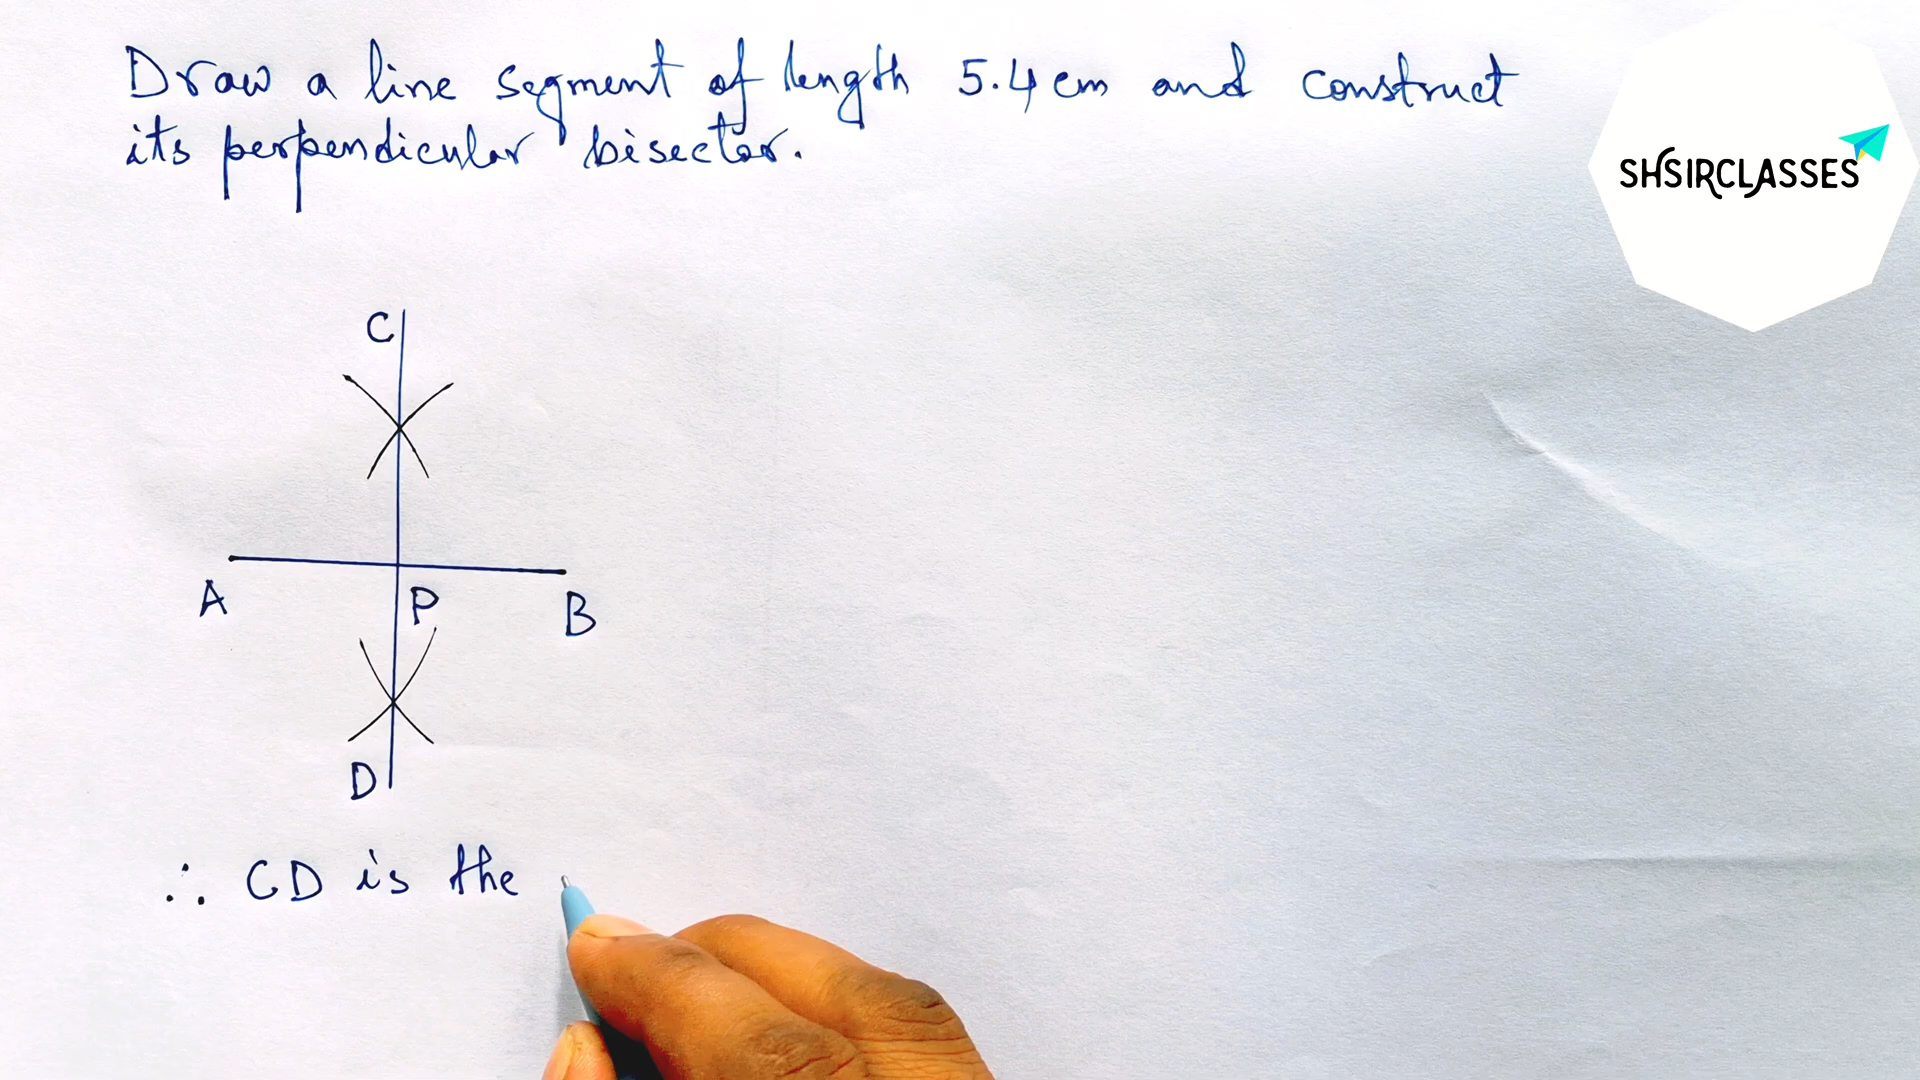 Draw a line segment of length 5.4 cm and construct
its perpendicular bisector.
SHSIRCLASSES
C
A
P
B
D
∴ CD is the